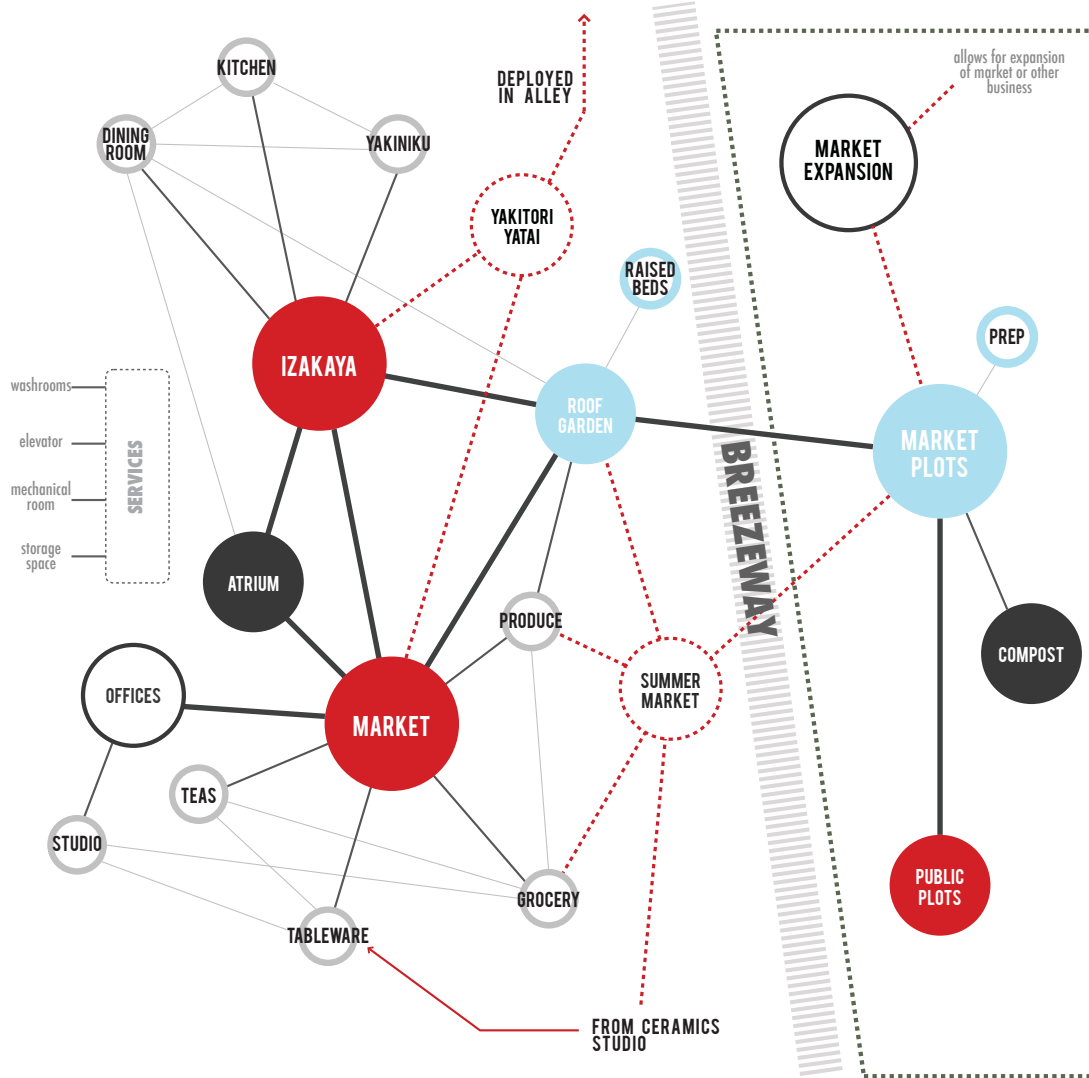 KITCHEN
DINING
ROOM
YAKINIKU
DEPLOYED
IN ALLEY
allows for expansion
of market or other
business
MARKET
EXPANSION
YAKITORI
YATAI
RAISED
BEDS
PREP
IZAKAYA
ROOF
GARDEN
MARKET
PLOTS
washrooms
elevator
mechanical
room
storage
space
SERVICES
BREEZEWAY
ATRIUM
PRODUCE
COMPOST
OFFICES
SUMMER
MARKET
MARKET
TEAS
STUDIO
GROCERY
PUBLIC
PLOTS
TABLEWARE
FROM CERAMICS
STUDIO